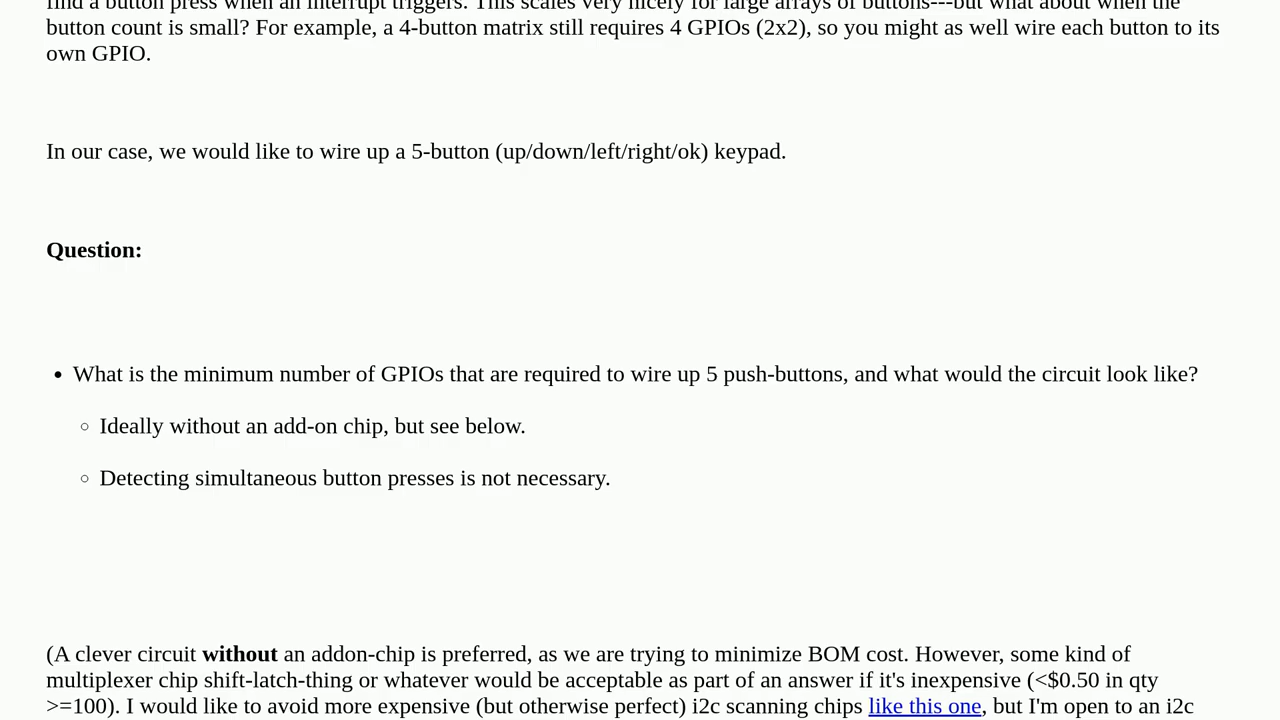 find a button press when an interrupt triggers. This scales very nicely for large arrays of buttons---but what about when the
button count is small? For example, a 4-button matrix still requires 4 GPIOs (2x2), so you might as well wire each button to its
own GPIO.
In our case, we would like to wire up a 5-button (up/down/left/right/ok) keypad.
Question:
• What is the minimum number of GPIOs that are required to wire up 5 push-buttons, and what would the circuit look like?
◦ Ideally without an add-on chip, but see below.
◦ Detecting simultaneous button presses is not necessary.
(A clever circuit without an addon-chip is preferred, as we are trying to minimize BOM cost. However, some kind of
multiplexer chip shift-latch-thing or whatever would be acceptable as part of an answer if it's inexpensive (<$0.50 in qty
>=100). I would like to avoid more expensive (but otherwise perfect) i2c scanning chips like this one, but I'm open to an i2c